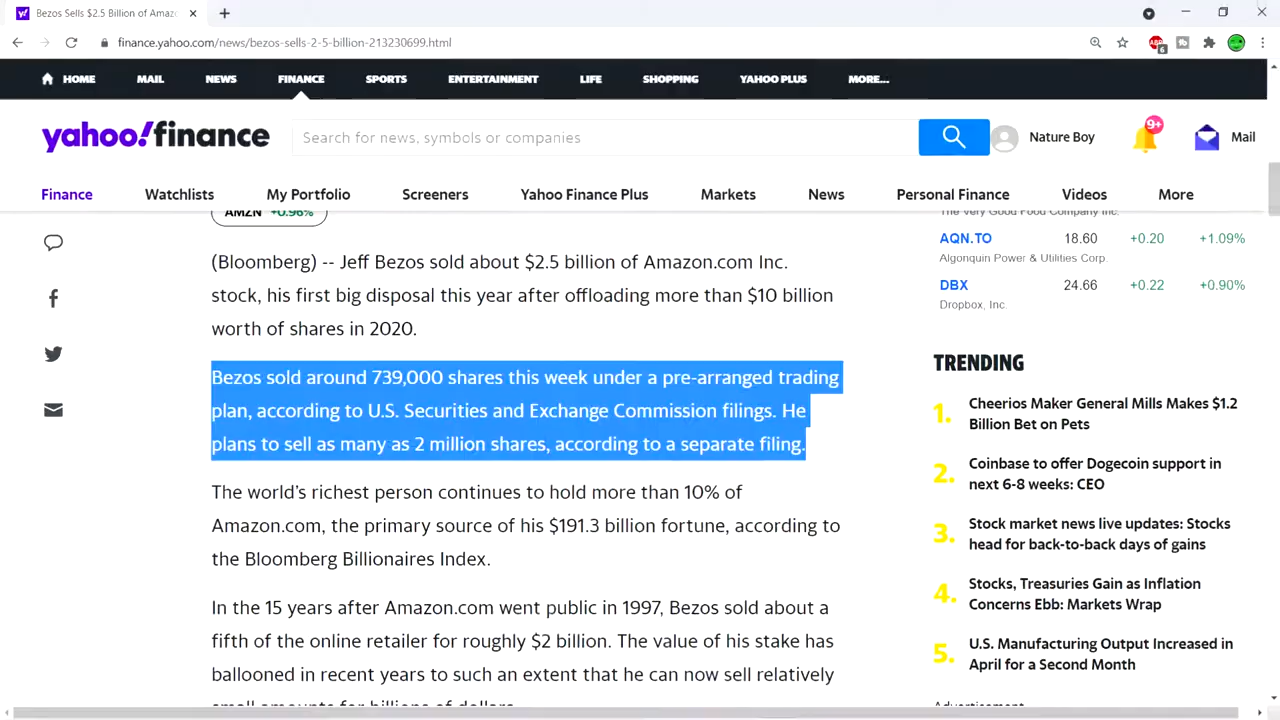 Bezos Sells $2.5 Billion of Amaz
finance.yahoo.com/news/bezos-sells-2-5-billion-213230699.html
6
HOME MAIL NEWS FINANCE SPORTS ENTERTAINMENT LIFE SHOPPING YAHOO PLUS MORE...
yahoo!finance
Search for news, symbols or companies
Nature Boy
9+
Mail
Finance Watchlists My Portfolio Screeners Yahoo Finance Plus Markets News Personal Finance Videos More
AMZN +0.96%
(Bloomberg) -- Jeff Bezos sold about $2.5 billion of Amazon.com Inc.
stock, his first big disposal this year after offloading more than $10 billion
worth of shares in 2020.
Bezos sold around 739,000 shares this week under a pre-arranged trading
plan, according to U.S. Securities and Exchange Commission filings. He
plans to sell as many as 2 million shares, according to a separate filing.
The world's richest person continues to hold more than 10% of
Amazon.com, the primary source of his $191.3 billion fortune, according to
the Bloomberg Billionaires Index.
In the 15 years after Amazon.com went public in 1997, Bezos sold about a
fifth of the online retailer for roughly $2 billion. The value of his stake has
ballooned in recent years to such an extent that he can now sell relatively
small amounts for billions of dollars.
The Very Good Food Company Inc.
AQN.TO 18.60 +0.20 +1.09%
Algonquin Power & Utilities Corp.
DBX 24.66 +0.22 +0.90%
Dropbox, Inc.
TRENDING
1. Cheerios Maker General Mills Makes $1.2
Billion Bet on Pets
2. Coinbase to offer Dogecoin support in
next 6-8 weeks: CEO
3. Stock market news live updates: Stocks
head for back-to-back days of gains
4. Stocks, Treasuries Gain as Inflation
Concerns Ebb: Markets Wrap
5. U.S. Manufacturing Output Increased in
April for a Second Month
Advertisement